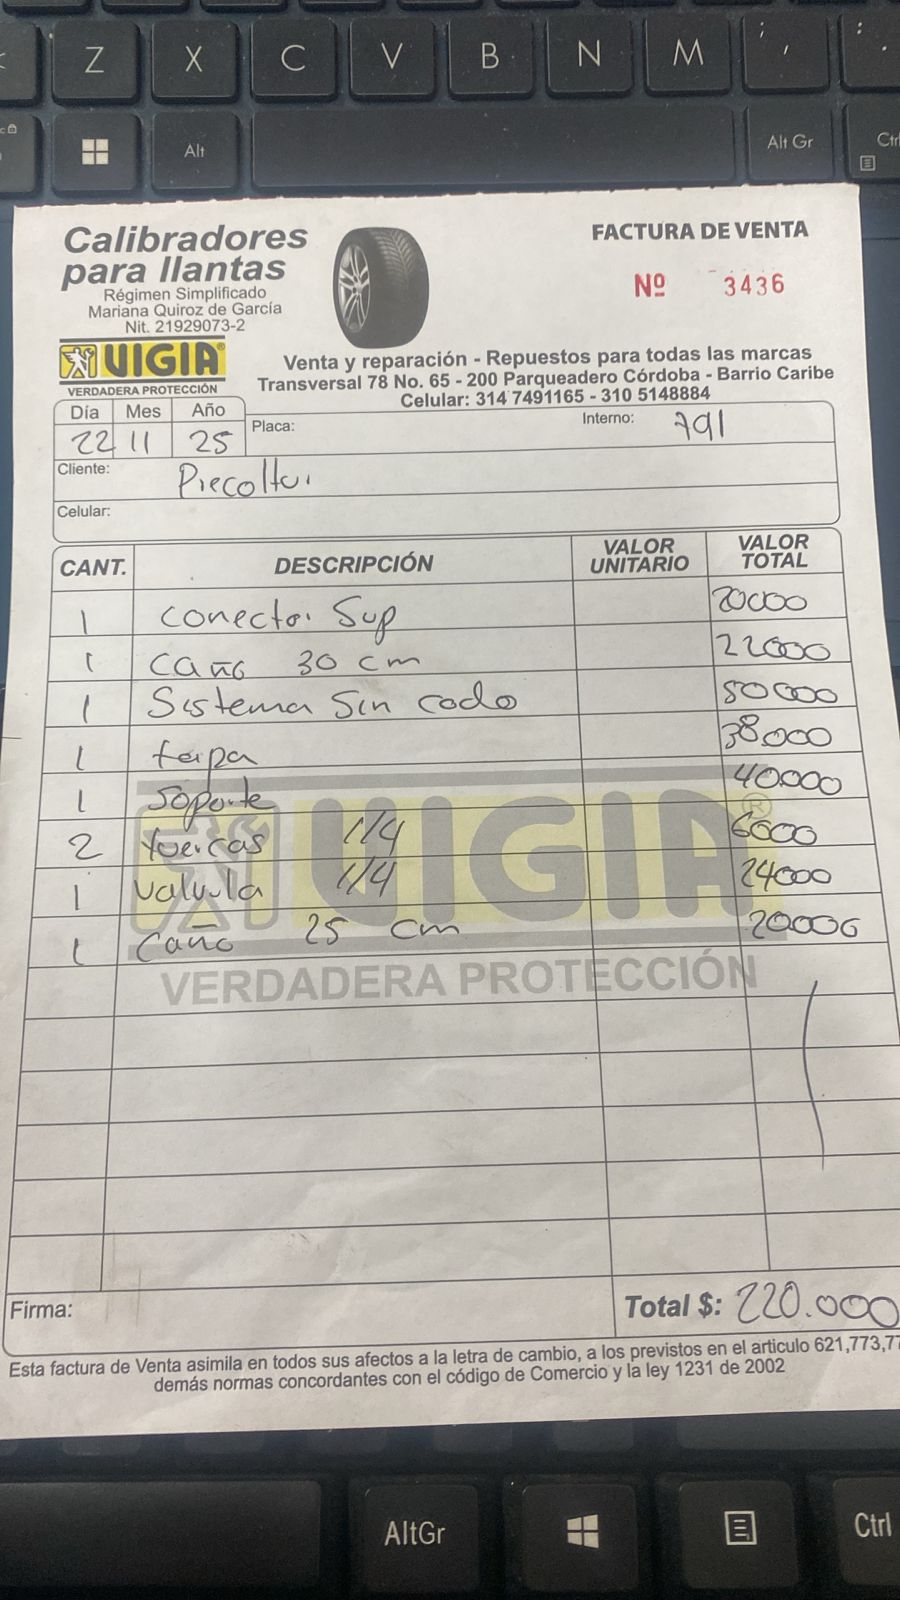 Z X C V B N M ; , : .
Alt Alt Gr Ctrl
Calibradores
para llantas
Régimen Simplificado
Mariana Quiroz de García
Nit. 21929073-2
VIGIA®
VERDADERA PROTECCIÓN
FACTURA DE VENTA
Nº 3436
Venta y reparación - Repuestos para todas las marcas
Transversal 78 No. 65 - 200 Parqueadero Córdoba - Barrio Caribe
Celular: 314 7491165 - 310 5148884
Día Mes Año Placa: Interno: 791
22 11 25
Cliente:
Celular:
CANT. DESCRIPCIÓN VALOR UNITARIO VALOR TOTAL
1 conector Sup 20000
1 caño 30 cm 22000
1 Sistema Sin codo 50000
1 tapa 38000
1 Soporte 40000
2 tuercas 1/4 6000
1 valvula 1/4 24000
1 caño 25 cm 20000
VIGIA®
VERDADERA PROTECCIÓN
Firma: Total $: 220.000
Esta factura de Venta asimila en todos sus afectos a la letra de cambio, a los previstos en el articulo 621,773,77
demás normas concordantes con el código de Comercio y la ley 1231 de 2002
AltGr Ctrl